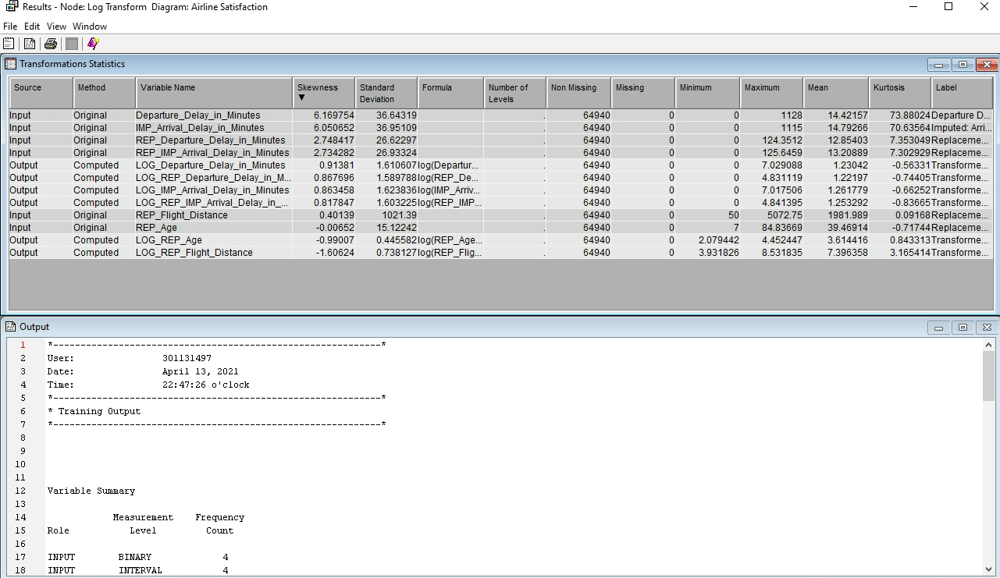 Results - Node: Log Transform Diagram: Airline Satisfaction
File Edit View Window
Transformations Statistics
Source Method Variable Name Skewness Standard Deviation Formula Number of Levels Non Missing Missing Minimum Maximum Mean Kurtosis Label
Input Original Departure_Delay_in_Minutes 6.169754 36.64319 . 64940 0 0 1128 14.42157 73.88024 Departure D...
Input Original IMP_Arrival_Delay_in_Minutes 6.050652 36.95109 . 64940 0 0 1115 14.79266 70.63564 Imputed: Arri...
Input Original REP_Departure_Delay_in_Minutes 2.748417 26.62297 . 64940 0 0 124.3512 12.85403 7.353049 Replaceme...
Input Original REP_IMP_Arrival_Delay_in_Minutes 2.734282 26.93324 . 64940 0 0 125.6459 13.20889 7.302929 Replaceme...
Output Computed LOG_Departure_Delay_in_Minutes 0.91381 1.610607 log(Departur... . 64940 0 0 7.029088 1.23042 -0.56331 Transforme...
Output Computed LOG_REP_Departure_Delay_in_M... 0.867696 1.589788 log(REP_De... . 64940 0 0 4.831119 1.22197 -0.74405 Transforme...
Output Computed LOG_IMP_Arrival_Delay_in_Minutes 0.863458 1.623836 log(IMP_Arriv... . 64940 0 0 7.017506 1.261779 -0.66252 Transforme...
Output Computed LOG_REP_IMP_Arrival_Delay_in_... 0.817847 1.603225 log(REP_IMP... . 64940 0 0 4.841395 1.253292 -0.83665 Transforme...
Input Original REP_Flight_Distance 0.40139 1021.39 . 64940 0 50 5072.75 1981.989 0.09168 Replaceme...
Input Original REP_Age -0.00652 15.12242 . 64940 0 7 84.83669 39.46914 -0.71744 Replaceme...
Output Computed LOG_REP_Age -0.99007 0.445582 log(REP_Age... . 64940 0 2.079442 4.452447 3.614416 0.843313 Transforme...
Output Computed LOG_REP_Flight_Distance -1.60624 0.738127 log(REP_Flig... . 64940 0 3.931826 8.531835 7.396358 3.165414 Transforme...
Output
1 *------------------------------------------------------------*
2 User: 301131497
3 Date: April 13, 2021
4 Time: 22:47:26 o'clock
5 *------------------------------------------------------------*
6 * Training Output
7 *------------------------------------------------------------*
8
9
10
11
12 Variable Summary
13
14 Measurement Frequency
15 Role Level Count
16
17 INPUT BINARY 4
18 INPUT INTERVAL 4